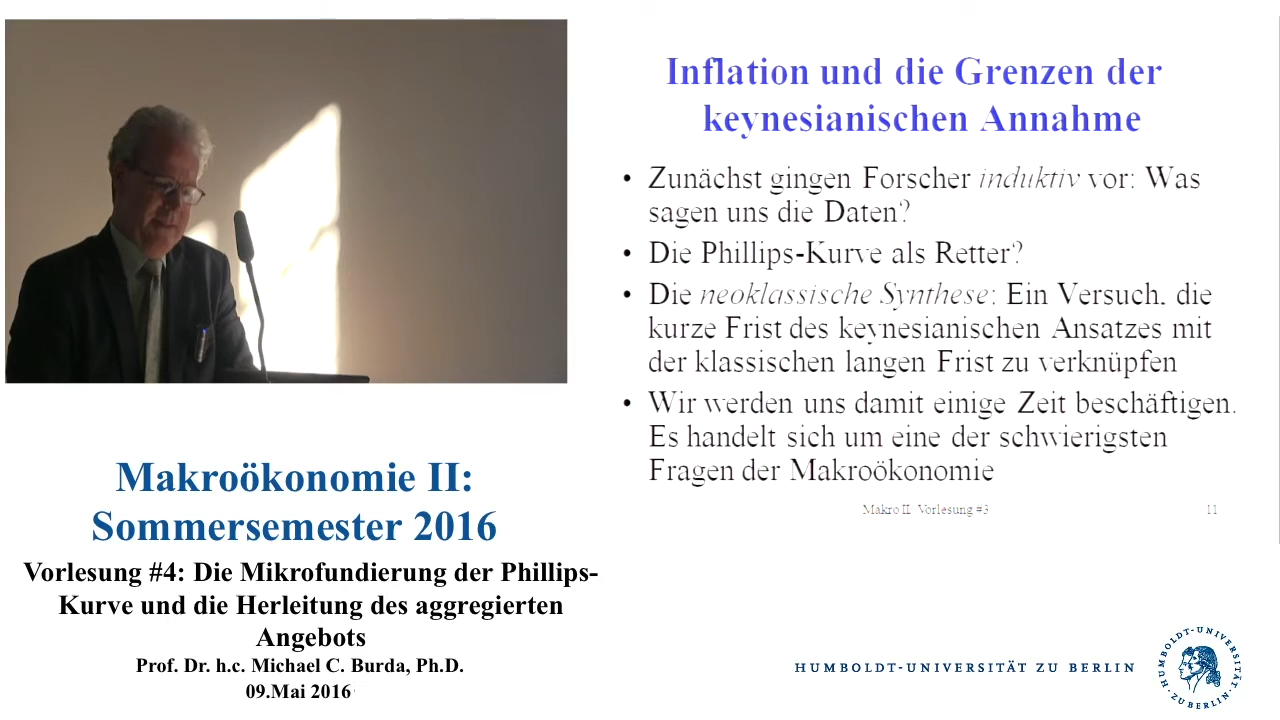 Inflation und die Grenzen der
keynesianischen Annahme
• Zunächst gingen Forscher induktiv vor: Was
sagen uns die Daten?
• Die Phillips-Kurve als Retter?
• Die neoklassische Synthese: Ein Versuch, die
kurze Frist des keynesianischen Ansatzes mit
der klassischen langen Frist zu verknüpfen
• Wir werden uns damit einige Zeit beschäftigen.
Es handelt sich um eine der schwierigsten
Fragen der Makroökonomie
Makro II Vorlesung #3
11
Makroökonomie II:
Sommersemester 2016
Vorlesung #4: Die Mikrofundierung der Phillips-
Kurve und die Herleitung des aggregierten
Angebots
Prof. Dr. h.c. Michael C. Burda, Ph.D.
09.Mai 2016
HUMBOLDT-UNIVERSITÄT ZU BERLIN
HUMBOLDT-UNIVERSITÄT
ZU BERLIN